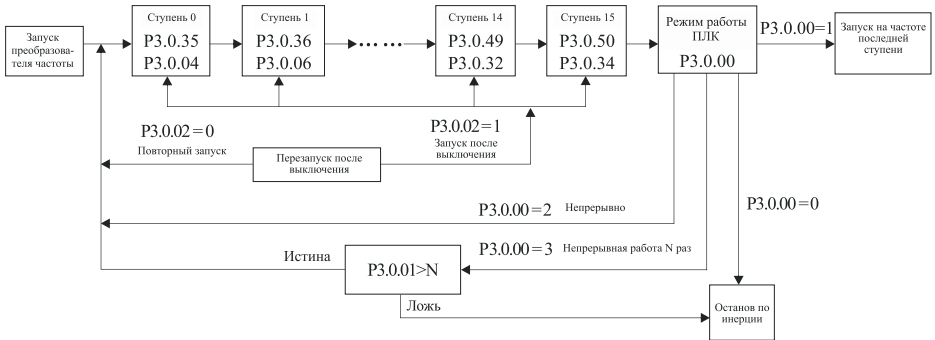 Запуск
преобразова-
теля частоты
Ступень 0
P3.0.35
P3.0.04
Ступень 1
P3.0.36
P3.0.06
Ступень 14
P3.0.49
P3.0.32
Ступень 15
P3.0.50
P3.0.34
Режим работы
ПЛК
P3.0.00
P3.0.00=1
Запуск на частоте
последней
ступени
P3.0.02=0
Повторный запуск
Перезапуск после
выключения
P3.0.02=1
Запуск после
выключения
P3.0.00=2 Непрерывно
P3.0.00=0
P3.0.00=3 Непрерывная работа N раз
Истина
P3.0.01>N
Ложь
Останов по
инерции